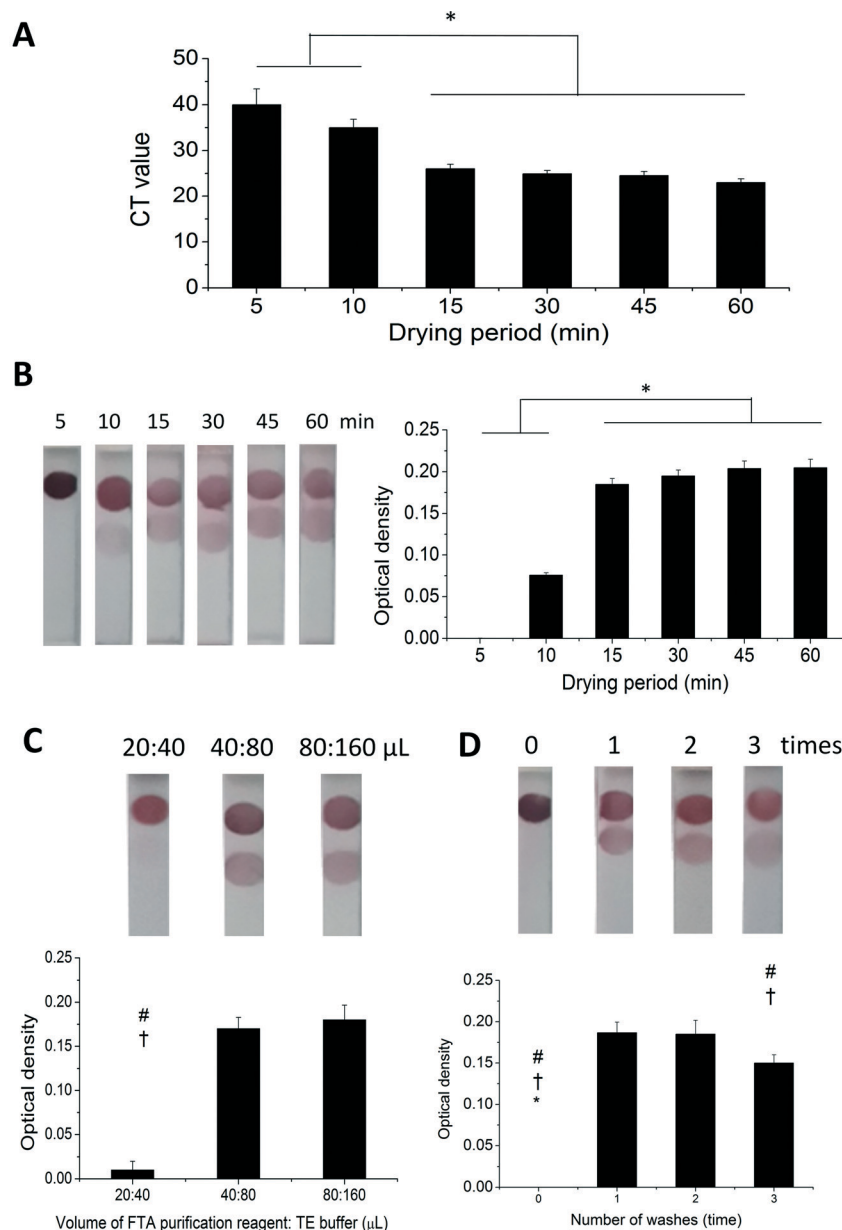 A
*
CT value
50
40
30
20
10
0
5 10 15 30 45 60
Drying period (min)
B
5 10 15 30 45 60 min
*
Optical density
0.25
0.20
0.15
0.10
0.05
0.00
5 10 15 30 45 60
Drying period (min)
C
20:40 40:80 80:160 µL
Optical density
0.25
0.20
0.15
0.10
0.05
0.00
#
†
20:40 40:80 80:160
Volume of FTA purification reagent: TE buffer (µL)
D
0 1 2 3 times
Optical density
0.25
0.20
0.15
0.10
0.05
0.00
#
†
*
#
†
0 1 2 3
Number of washes (time)